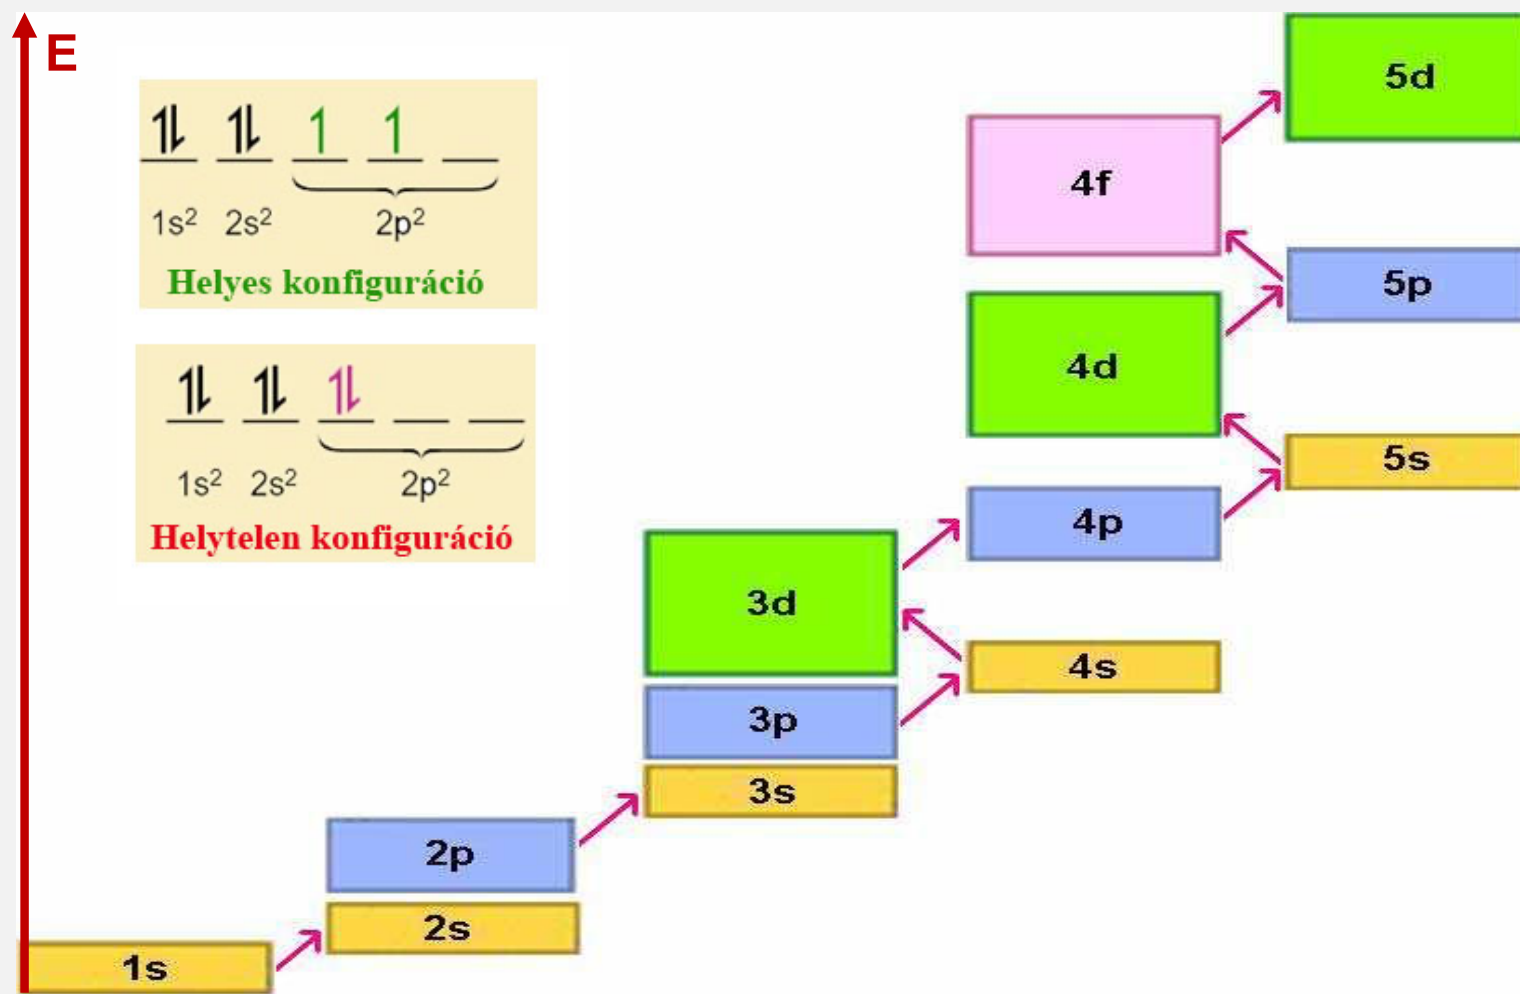 E
1s² 2s² 2p²
Helyes konfiguráció
1s² 2s² 2p²
Helytelen konfiguráció
5d
4f
5p
4d
5s
4p
3d
4s
3p
3s
2p
2s
1s